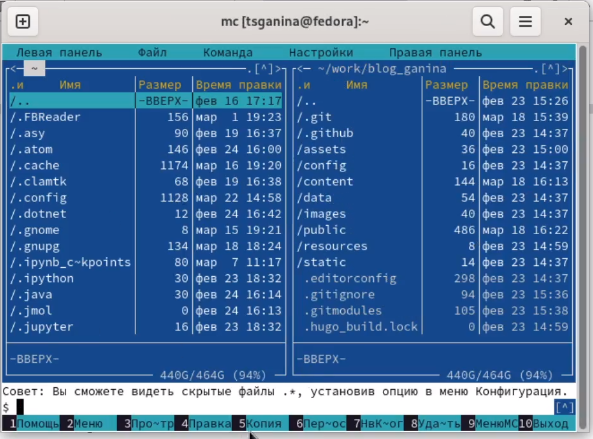 mc [tsganina@fedora]:~
Левая панель Файл Команда Настройки Правая панель
<— ~ .[^]> <— ~/work/blog_ganina .[^]>
.и Имя Размер Время правки .и Имя Размер Время правки
/.. -ВВЕРХ- фев 16 17:17 /.. -ВВЕРХ- фев 23 15:26
/.FBReader 156 мар 1 19:23 /.git 180 мар 18 15:39
/.asy 90 фев 19 16:37 /.github 40 фев 23 14:37
/.atom 146 фев 24 16:00 /assets 36 фев 23 15:00
/.cache 1174 мар 16 19:20 /config 16 фев 23 14:37
/.clamtk 68 фев 19 16:38 /content 144 мар 18 16:13
/.config 1128 мар 22 14:58 /data 54 фев 23 14:37
/.dotnet 12 фев 24 16:42 /images 40 фев 23 14:37
/.gnome 8 мар 15 19:21 /public 486 мар 18 16:22
/.gnupg 134 мар 18 18:24 /resources 8 фев 23 14:59
/.ipynb_c~kpoints 80 мар 7 11:17 /static 14 фев 23 14:37
/.ipython 30 фев 23 18:32 .editorconfig 298 фев 23 14:37
/.java 30 фев 24 16:14 .gitignore 94 фев 23 15:36
/.jmol 0 фев 24 16:13 .gitmodules 105 фев 23 15:38
/.jupyter 16 фев 23 18:32 .hugo_build.lock 0 фев 23 14:59
-ВВЕРХ- -ВВЕРХ-
440G/464G (94%) 440G/464G (94%)
Совет: Вы сможете видеть скрытые файлы .*, установив опцию в меню Конфигурация.
$ [^]
1Помощь 2Меню 3Про~тр 4Правка 5Копия 6Пер~ос 7НвК~ог 8Уда~ть 9МенюMC 10Выход